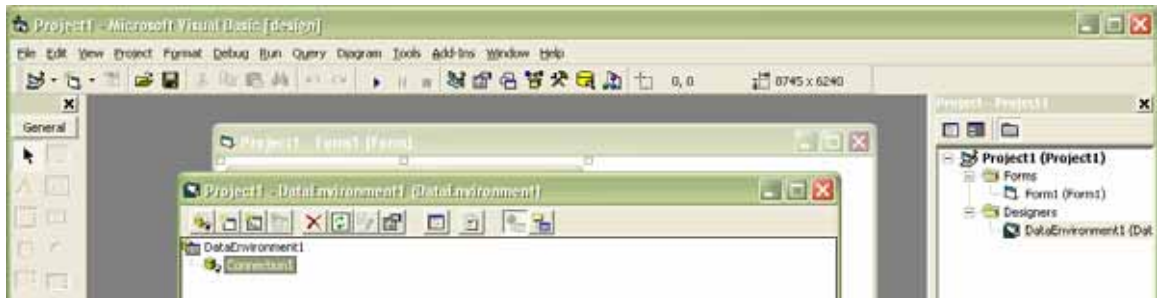 Project1 - Microsoft Visual Basic [design]
File Edit View Project Format Debug Run Query Diagram Tools Add-Ins Window Help
0, 0 8745 x 6240
Project - Project1
General
Project1 - Form1 (Form)
Project1 (Project1)
Forms
Form1 (Form1)
Designers
DataEnvironment1 (Dat
Project1 - DataEnvironment1 (DataEnvironment)
DataEnvironment1
Connection1